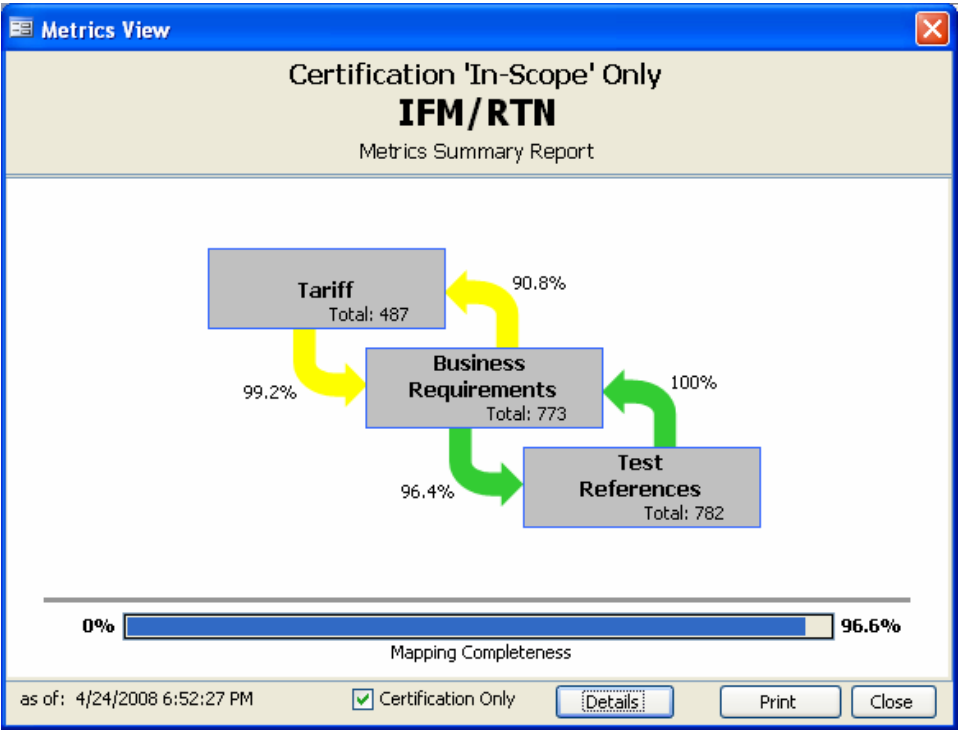 Metrics View
Certification 'In-Scope' Only
IFM/RTN
Metrics Summary Report
Tariff
Total: 487
90.8%
99.2%
Business
Requirements
Total: 773
100%
96.4%
Test
References
Total: 782
0%
96.6%
Mapping Completeness
as of: 4/24/2008 6:52:27 PM
Certification Only
Details
Print
Close